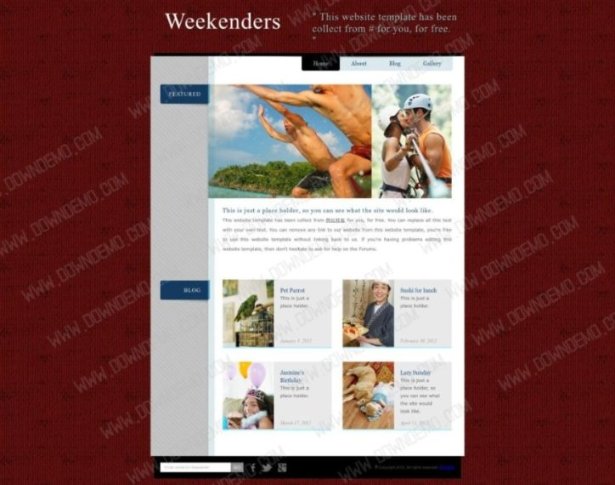 Weekenders
" This website template has been
collect from # for you, for free.
"
Home About Blog Gallery
FEATURED
This is just a place holder, so you can see what the site would look like.
This website template has been collect from 网站模板 for you, for free. You can replace all this text
with your own text. You can remove any link to our website from this website template, you're free
to use this website template without linking back to us. If you're having problems editing this
website template, then don't hesitate to ask for help on the Forums.
BLOG
Pet Parrot
This is just a
place holder.
January 3, 2012
Sushi for lunch
This is just a
place holder.
February 10, 2012
Jasmine's
Birthday
This is just a
place holder.
March 17, 2012
Lazy Sunday
This is just a
place holder, so
you can see what
the site would
look like.
April 11, 2012
WWW.DOWNDEMO.COM